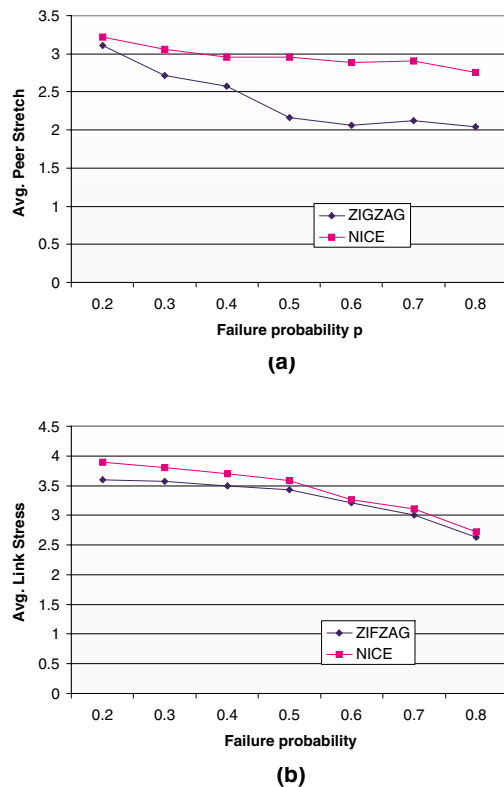 3.5
3
2.5
2
1.5
1
0.5
0
Avg. Peer Stretch
ZIGZAG
NICE
0.2 0.3 0.4 0.5 0.6 0.7 0.8
Failure probability p
(a)
4.5
4
3.5
3
2.5
2
1.5
1
0.5
0
Avg. Link Stress
ZIFZAG
NICE
0.2 0.3 0.4 0.5 0.6 0.7 0.8
Failure probability
(b)